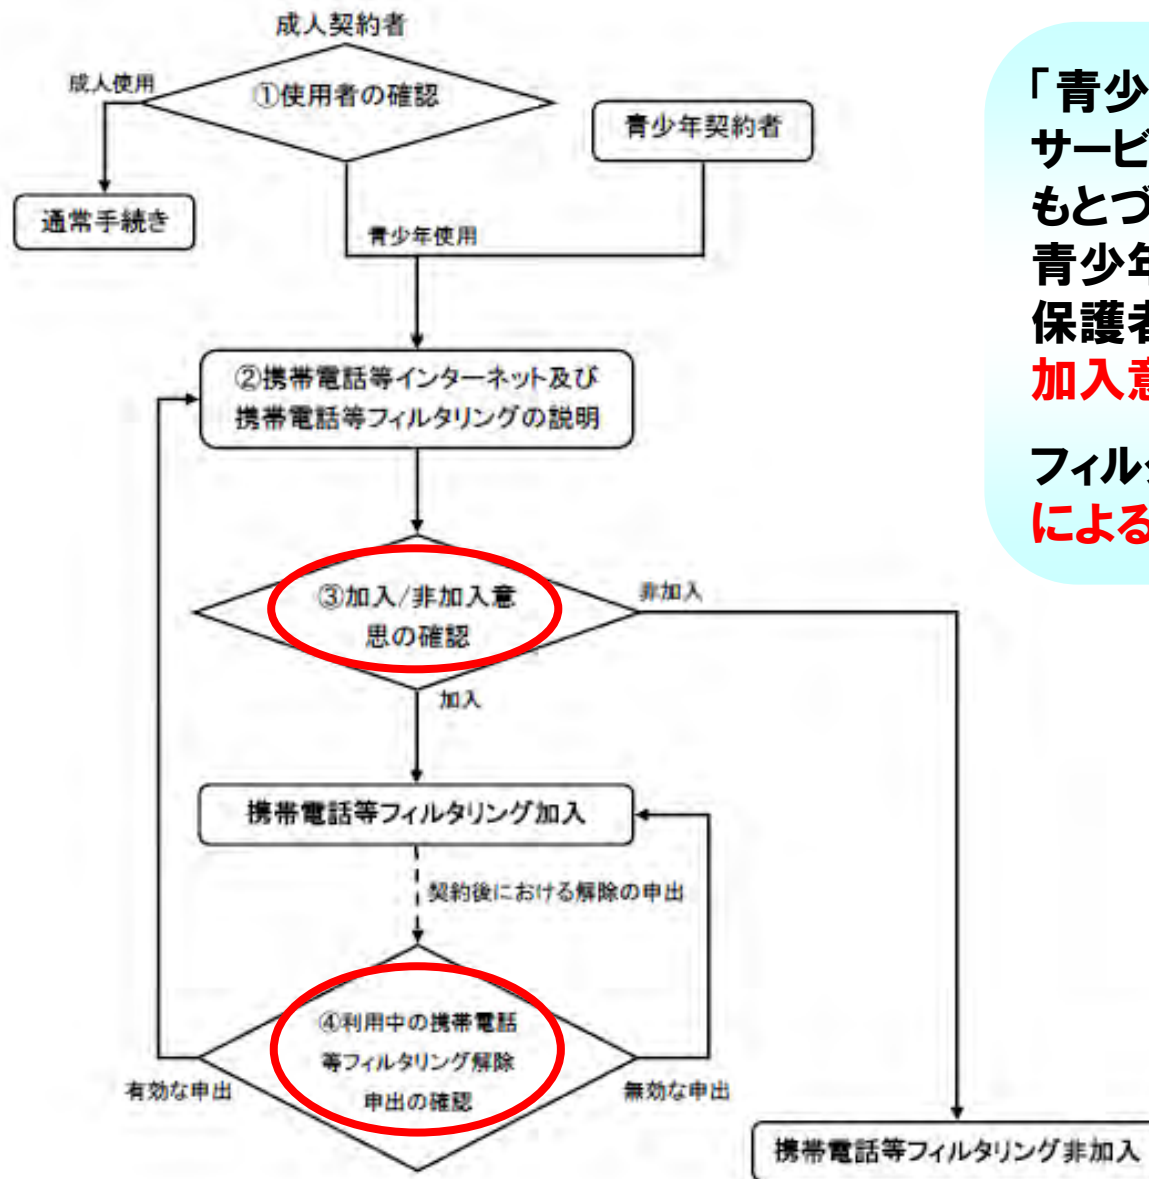 成人契約者
成人使用
①使用者の確認
青少年契約者
通常手続き
青少年使用
②携帯電話等インターネット及び
携帯電話等フィルタリングの説明
③加入/非加入意
思の確認
非加入
加入
携帯電話等フィルタリング加入
契約後における解除の申出
④利用中の携帯電話
等フィルタリング解除
申出の確認
有効な申出
無効な申出
携帯電話等フィルタリング非加入
「青少
サービ
もとづ
青少
保護
加入
フィル
による